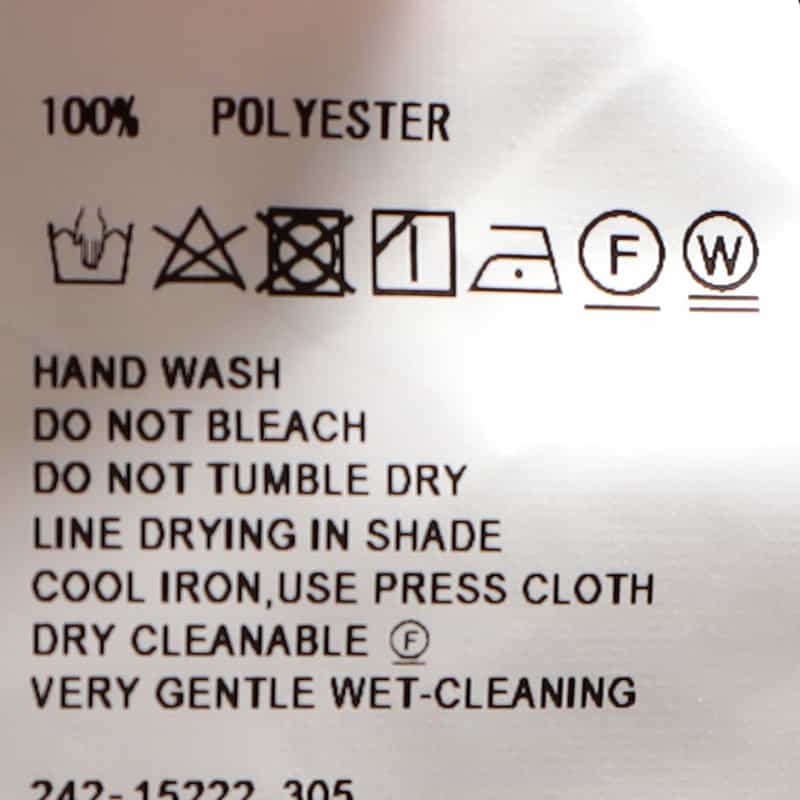 100% POLYESTER
F W
HAND WASH
DO NOT BLEACH
DO NOT TUMBLE DRY
LINE DRYING IN SHADE
COOL IRON,USE PRESS CLOTH
DRY CLEANABLE Ⓕ
VERY GENTLE WET-CLEANING
242-15222 305